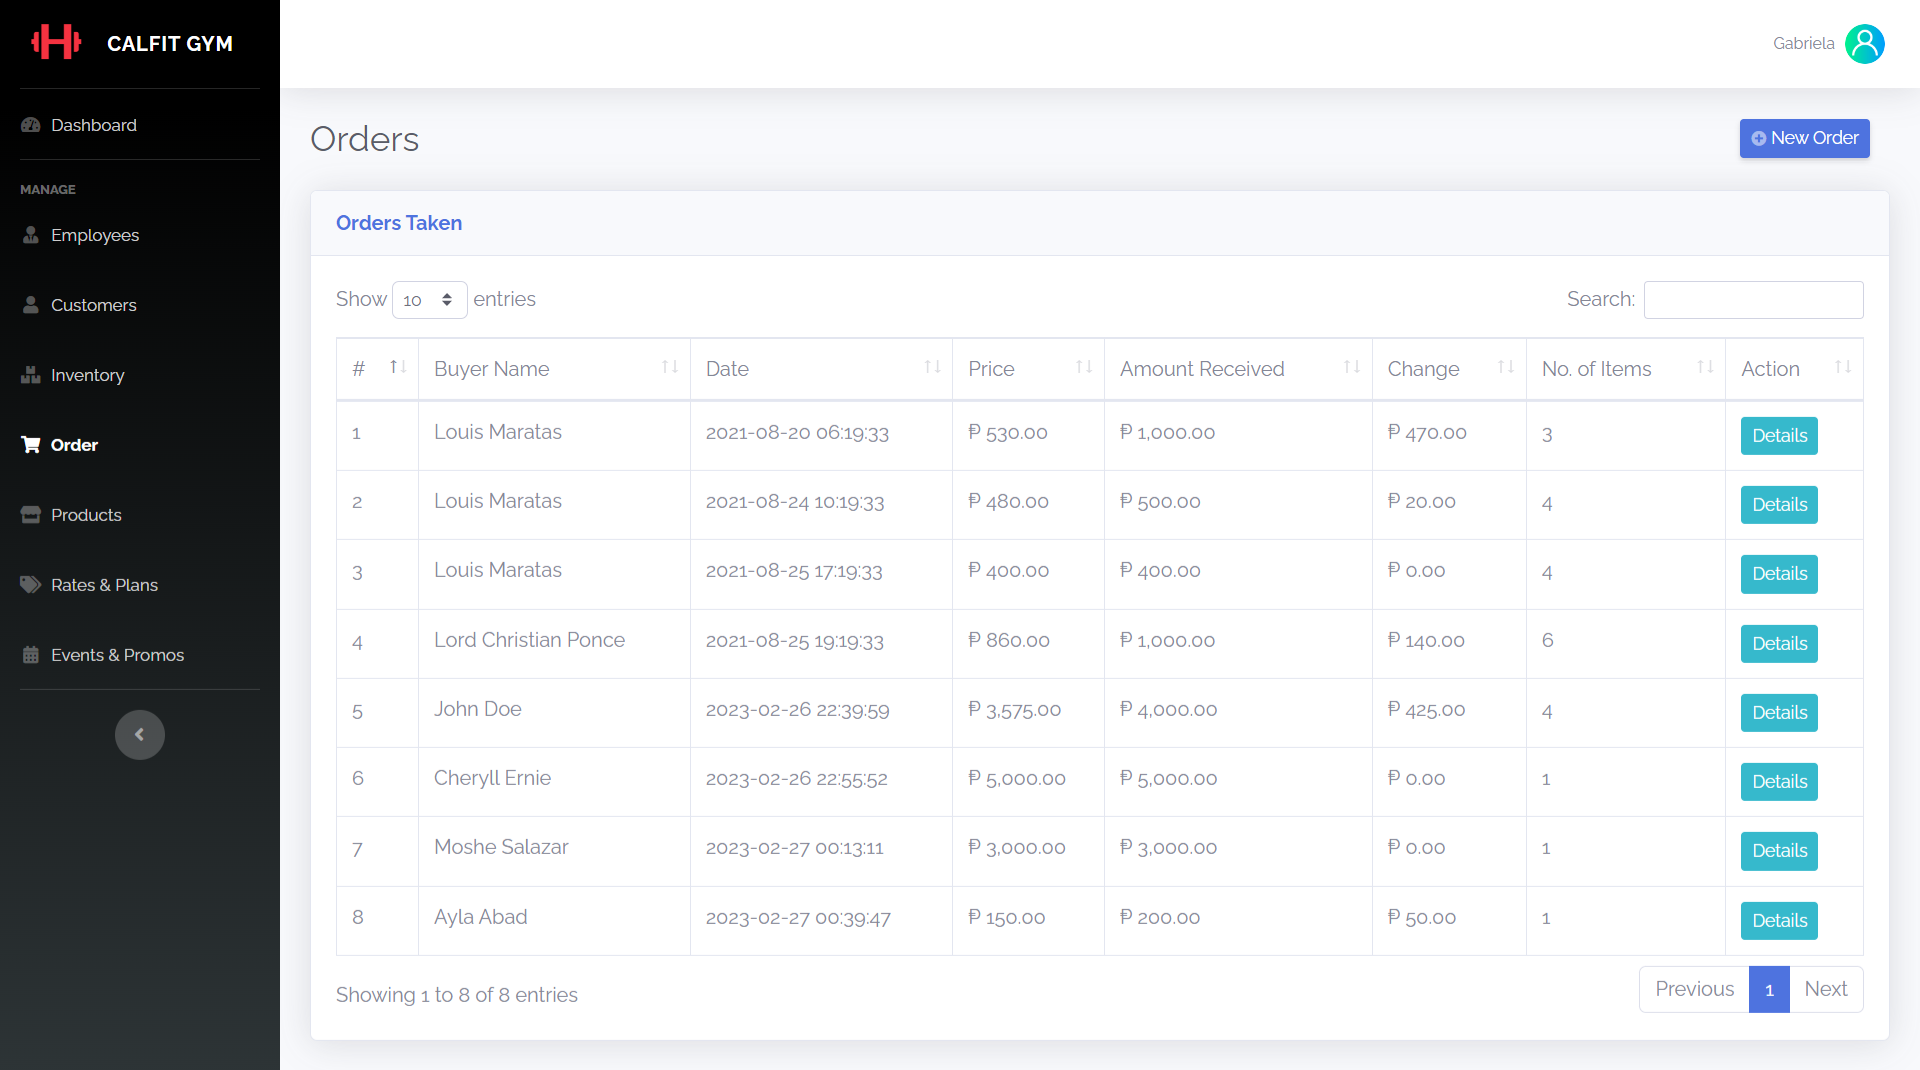 CALFIT GYM
Gabriela
Dashboard
MANAGE
Employees
Customers
Inventory
Order
Products
Rates & Plans
Events & Promos
Orders
New Order
Orders Taken
Show 10 entries
Search:
# Buyer Name Date Price Amount Received Change No. of Items Action
1 Louis Maratas 2021-08-20 06:19:33 ₱ 530.00 ₱ 1,000.00 ₱ 470.00 3 Details
2 Louis Maratas 2021-08-24 10:19:33 ₱ 480.00 ₱ 500.00 ₱ 20.00 4 Details
3 Louis Maratas 2021-08-25 17:19:33 ₱ 400.00 ₱ 400.00 ₱ 0.00 4 Details
4 Lord Christian Ponce 2021-08-25 19:19:33 ₱ 860.00 ₱ 1,000.00 ₱ 140.00 6 Details
5 John Doe 2023-02-26 22:39:59 ₱ 3,575.00 ₱ 4,000.00 ₱ 425.00 4 Details
6 Cheryll Ernie 2023-02-26 22:55:52 ₱ 5,000.00 ₱ 5,000.00 ₱ 0.00 1 Details
7 Moshe Salazar 2023-02-27 00:13:11 ₱ 3,000.00 ₱ 3,000.00 ₱ 0.00 1 Details
8 Ayla Abad 2023-02-27 00:39:47 ₱ 150.00 ₱ 200.00 ₱ 50.00 1 Details
Showing 1 to 8 of 8 entries
Previous 1 Next